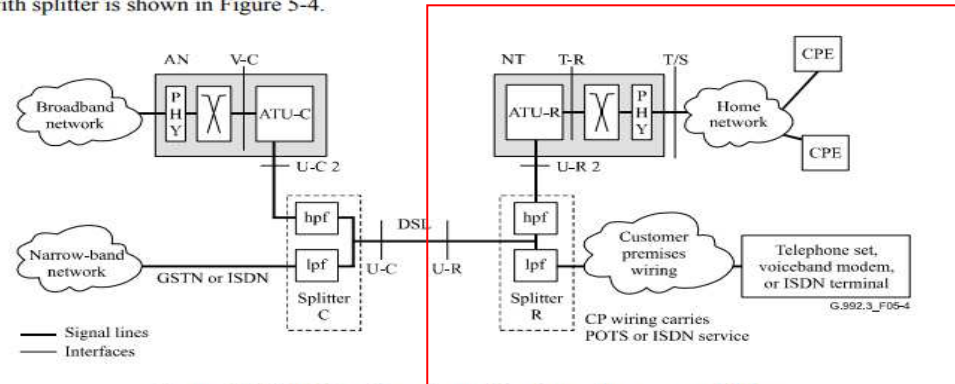 ith splitter is shown in Figure 5-4.
AN
V-C
NT
T-R
T/S
CPE
Broadband
network
P
H
Y
ATU-C
ATU-R
P
H
Y
Home
network
CPE
U-C 2
U-R 2
hpf
hpf
DSL
Narrow-band
network
GSTN or ISDN
lpf
U-C
U-R
lpf
Customer
premises
wiring
Telephone set,
voiceband modem,
or ISDN terminal
G.992.3_F05-4
Splitter
C
Splitter
R
CP wiring carries
POTS or ISDN service
Signal lines
Interfaces